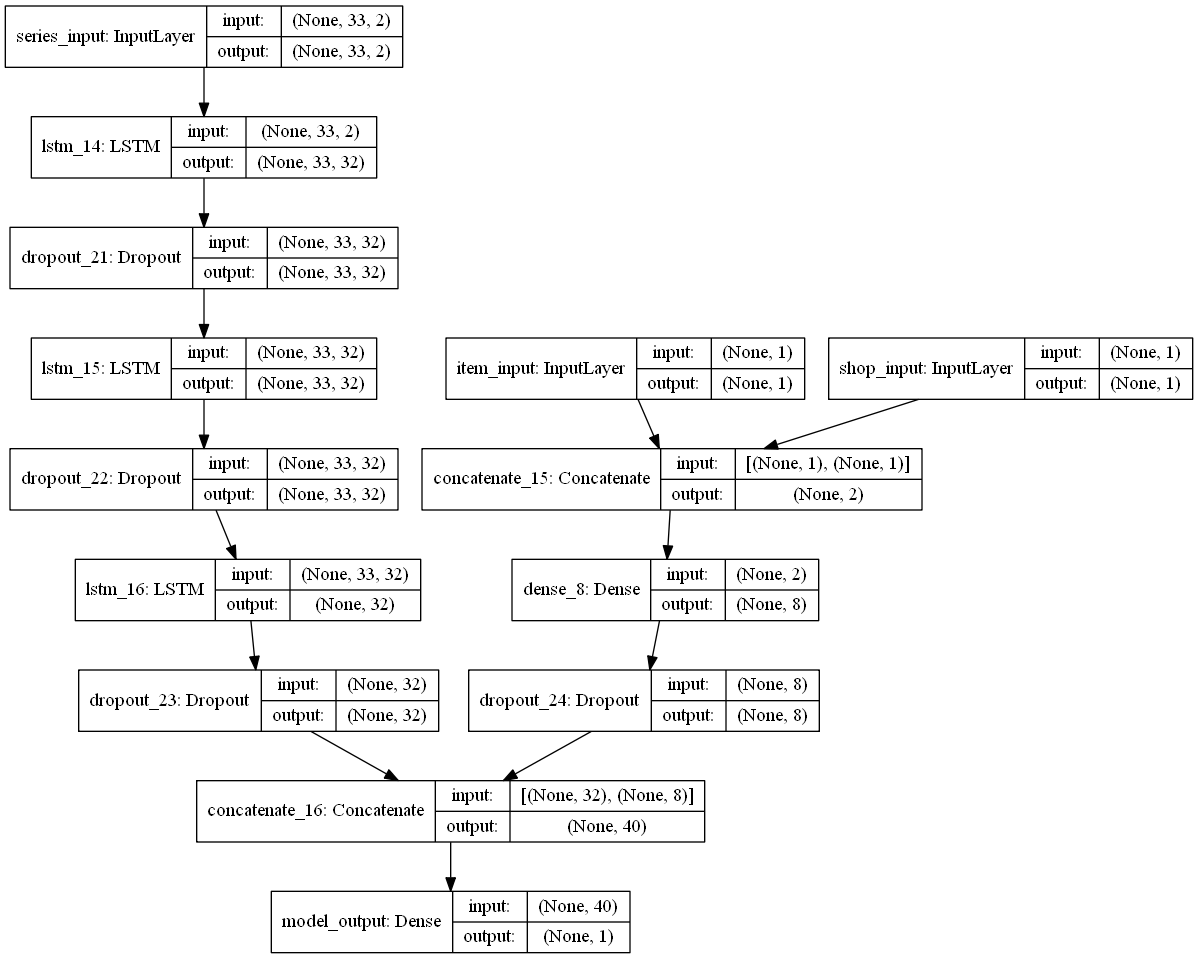 series_input: InputLayer
input: (None, 33, 2)
output: (None, 33, 2)
lstm_14: LSTM
input: (None, 33, 2)
output: (None, 33, 32)
dropout_21: Dropout
input: (None, 33, 32)
output: (None, 33, 32)
lstm_15: LSTM
input: (None, 33, 32)
output: (None, 33, 32)
item_input: InputLayer
input: (None, 1)
output: (None, 1)
shop_input: InputLayer
input: (None, 1)
output: (None, 1)
dropout_22: Dropout
input: (None, 33, 32)
output: (None, 33, 32)
concatenate_15: Concatenate
input: [(None, 1), (None, 1)]
output: (None, 2)
lstm_16: LSTM
input: (None, 33, 32)
output: (None, 32)
dense_8: Dense
input: (None, 2)
output: (None, 8)
dropout_23: Dropout
input: (None, 32)
output: (None, 32)
dropout_24: Dropout
input: (None, 8)
output: (None, 8)
concatenate_16: Concatenate
input: [(None, 32), (None, 8)]
output: (None, 40)
model_output: Dense
input: (None, 40)
output: (None, 1)